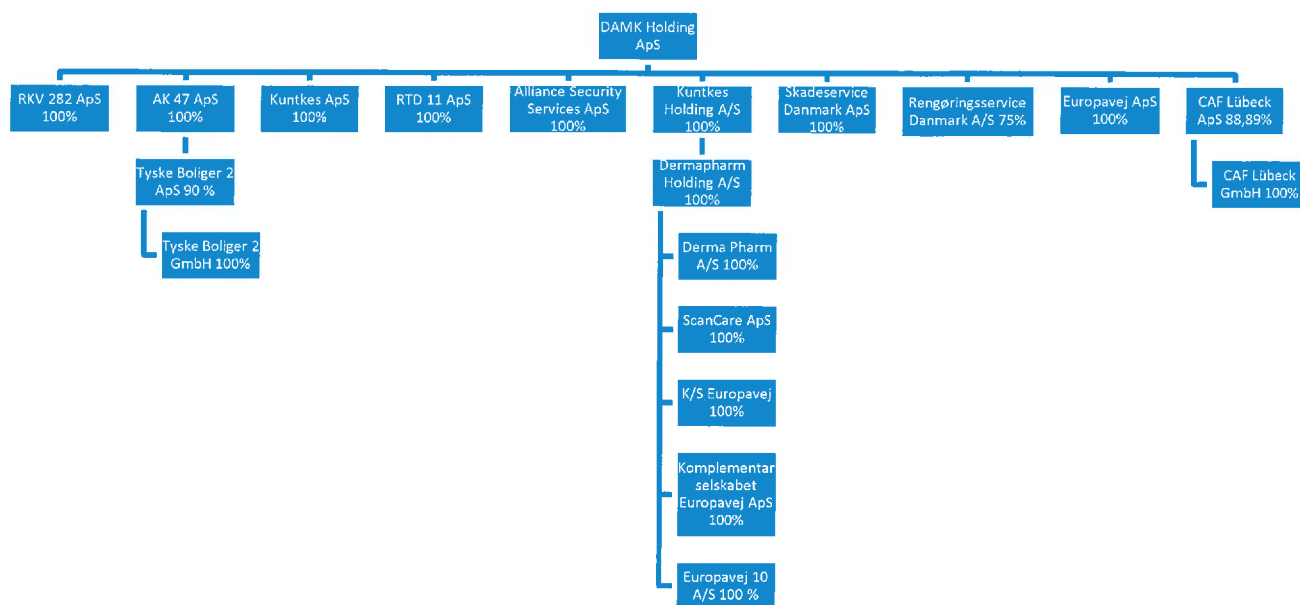 DAMK Holding
ApS
RKV 282 ApS
100%
AK 47 ApS
100%
Kuntkes ApS
100%
RTD 11 ApS
100%
Alliance Security
Services ApS
100%
Kuntkes
Holding A/S
100%
Skadeservice
Danmark ApS
100%
Rengøringsservice
Danmark A/S 75%
Europavej ApS
100%
CAF Lübeck
ApS 88,89%
Tyske Boliger 2
ApS 90 %
Dermapharm
Holding A/S
100%
CAF Lübeck
GmbH 100%
Tyske Boliger 2
GmbH 100%
Derma Pharm
A/S 100%
ScanCare ApS
100%
K/S Europavej
100%
Komplementar
selskabet
Europavej ApS
100%
Europavej 10
A/S 100 %